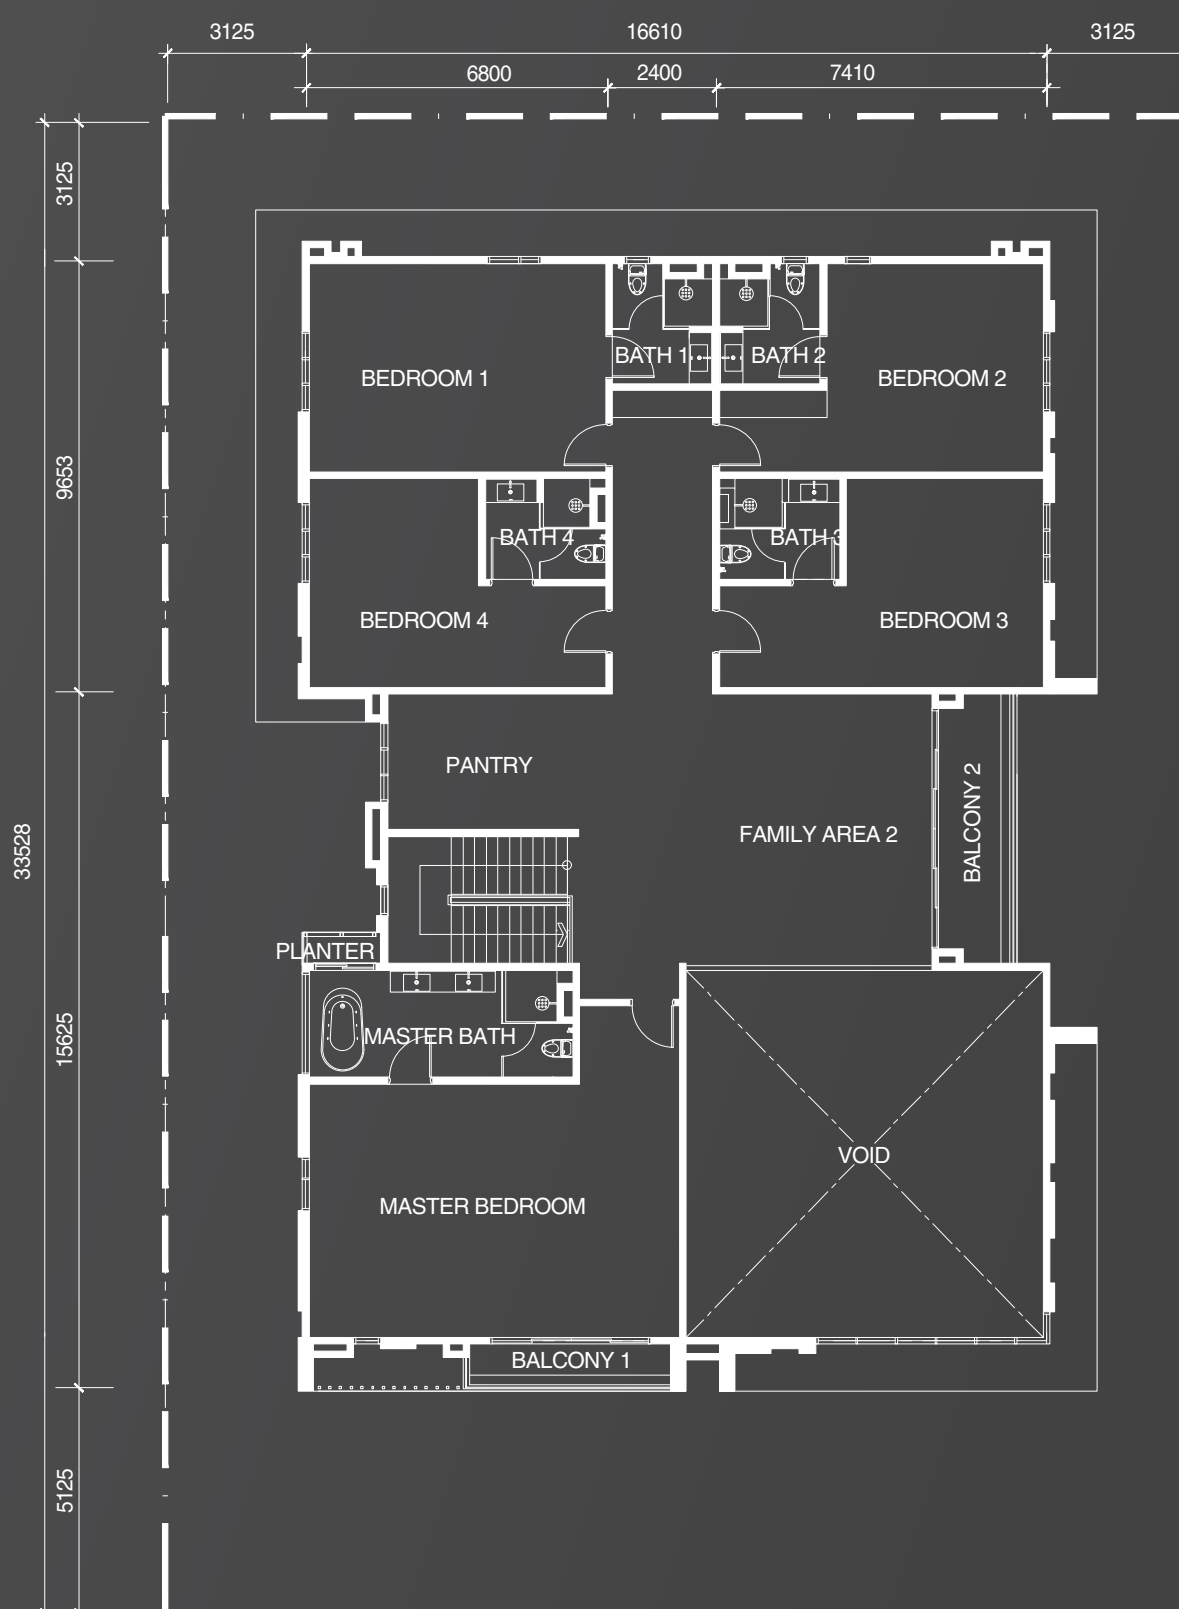 3125
16610
3125
6800
2400
7410
3125
BATH 1
BATH 2
BEDROOM 1
BEDROOM 2
9653
BATH 4
BATH 3
BEDROOM 4
BEDROOM 3
PANTRY
BALCONY 2
FAMILY AREA 2
33528
PLANTER
15625
MASTER BATH
VOID
MASTER BEDROOM
BALCONY 1
5125